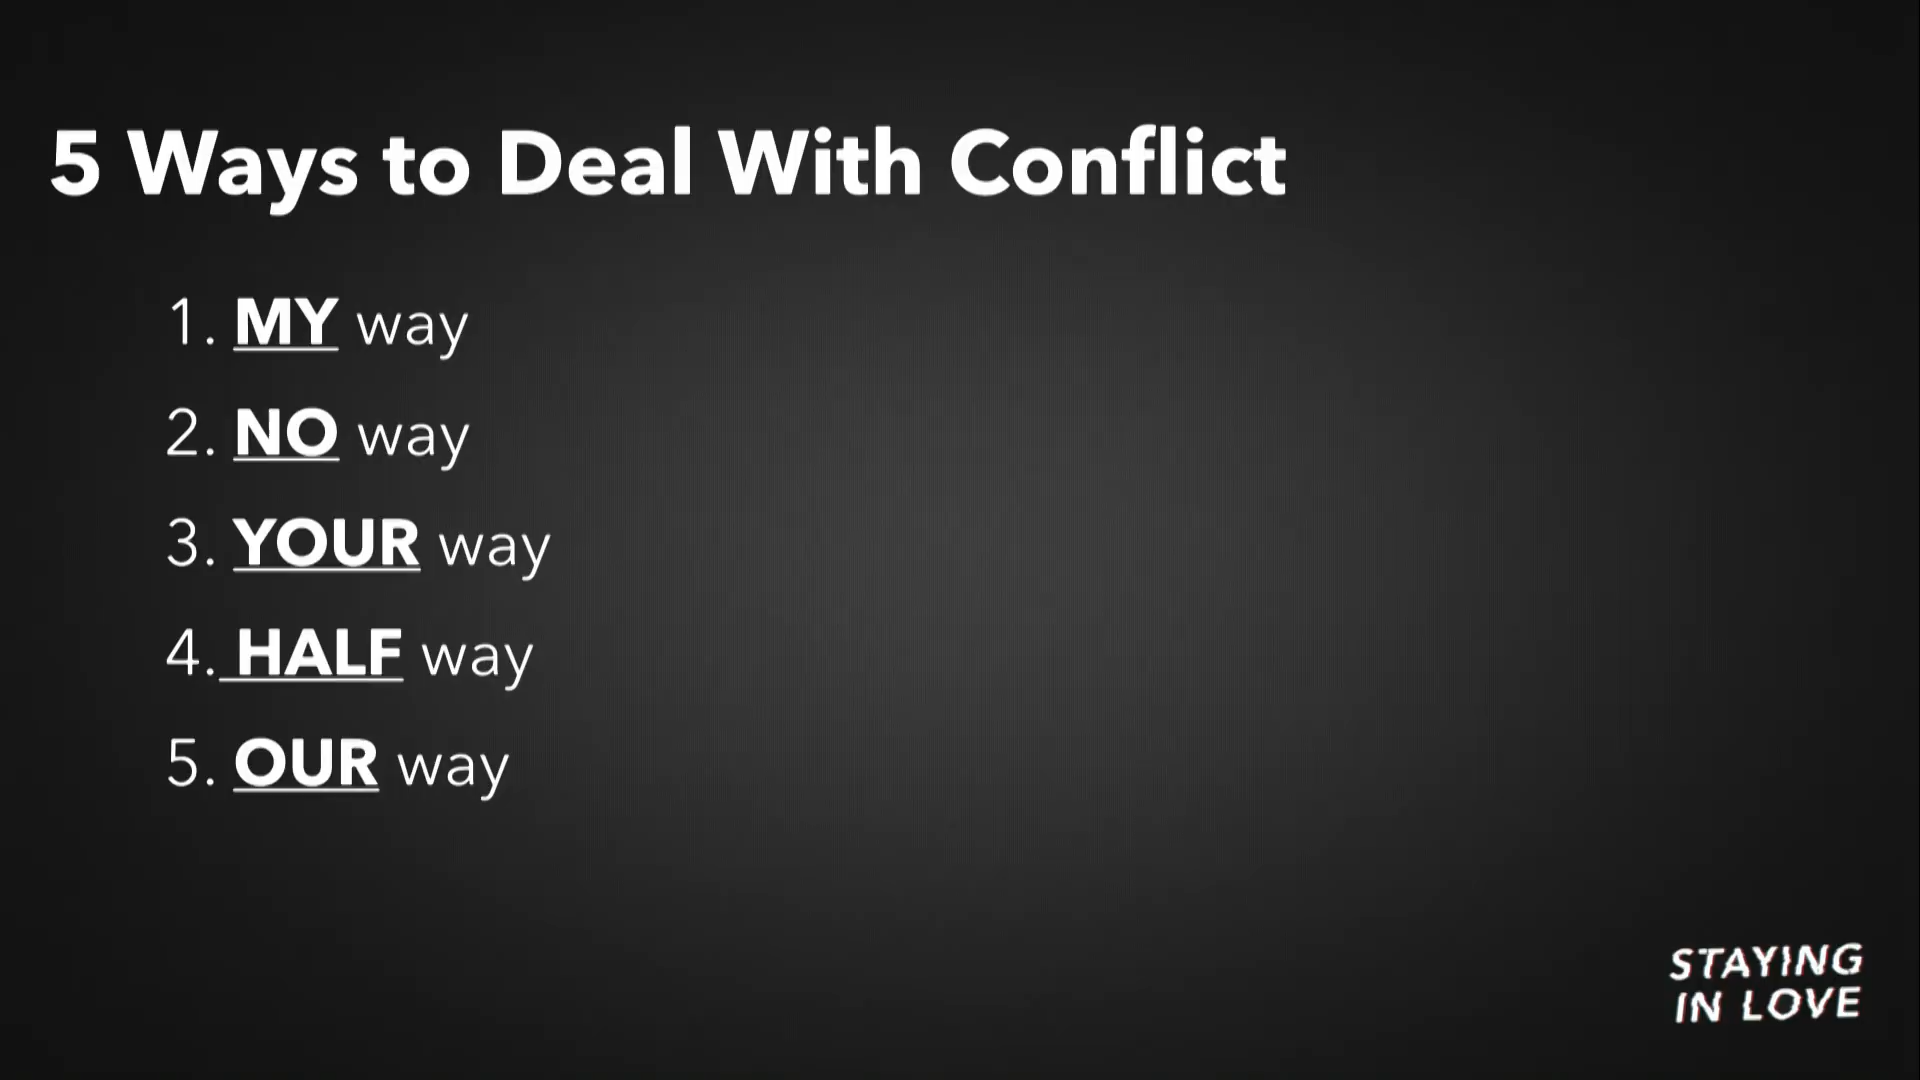 5 Ways to Deal With Conflict
1. MY way
2. NO way
3. YOUR way
4. HALF way
5. OUR way
STAYING
IN LOVE